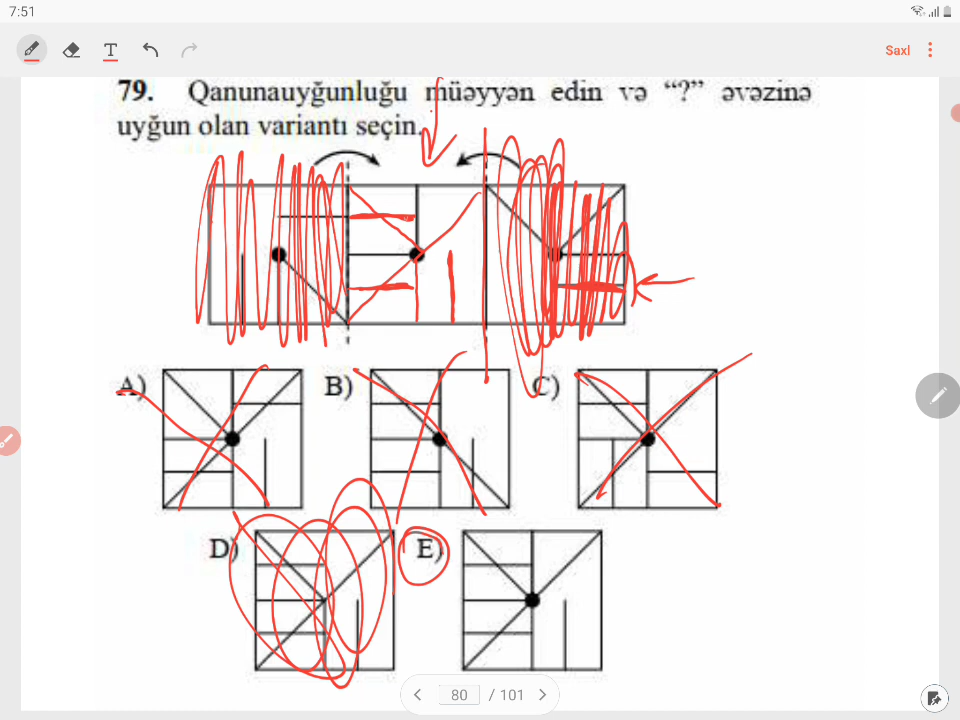 7:51
T
Saxl
79. Qanunauyğunluğu müəyyən edin və “?” əvəzinə
uyğun olan variantı seçin.
A) B) C)
D) E)
80 / 101